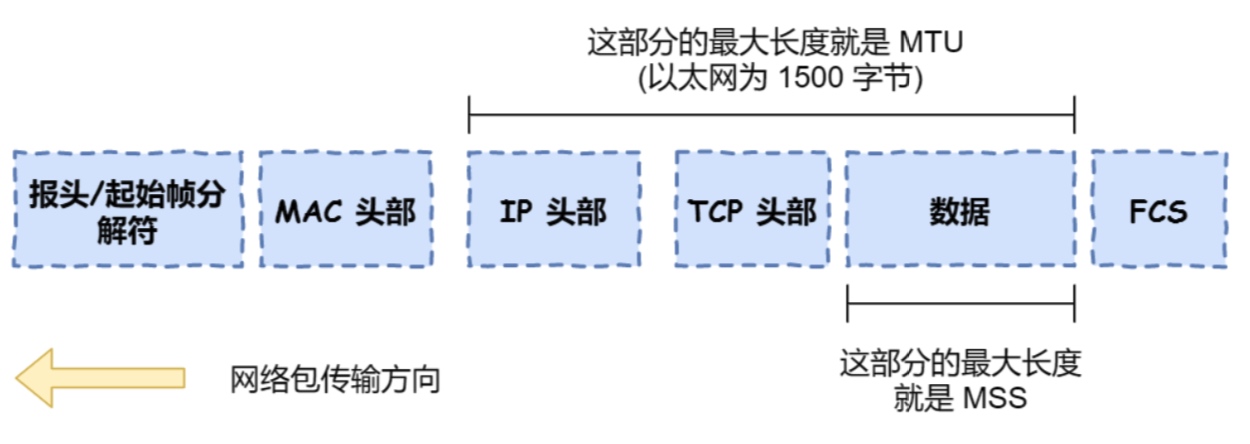 这部分的最大长度就是 MTU
(以太网为 1500 字节)
报头/起始帧分
解符
MAC 头部
IP 头部
TCP 头部
数据
FCS
这部分的最大长度
就是 MSS
网络包传输方向